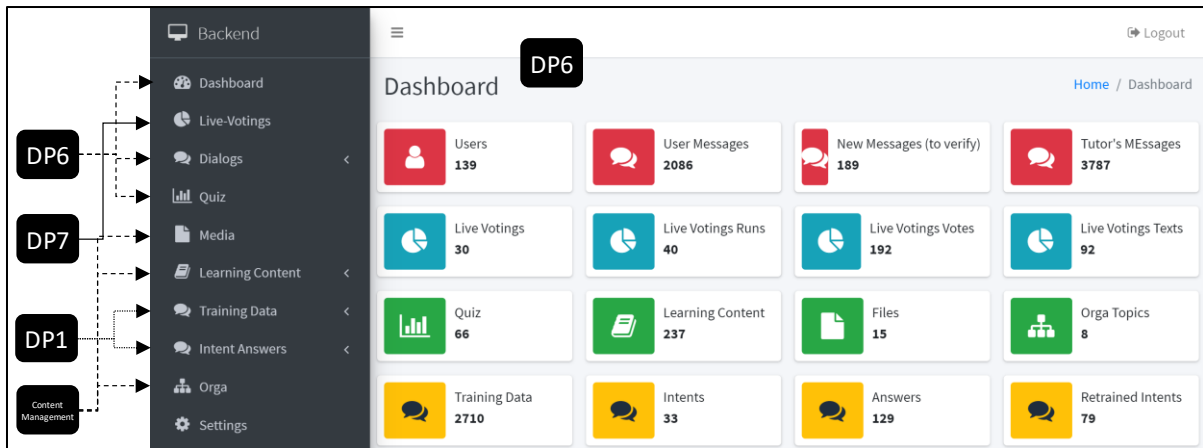 DP6
DP7
DP1
Content
Management
Backend
Dashboard
Live-Votings
Dialogs
Quiz
Media
Learning Content
Training Data
Intent Answers
Orga
Settings
Logout
DP6
Dashboard
Home / Dashboard
Users
139
User Messages
2086
New Messages (to verify)
189
Tutor's MEssages
3787
Live Votings
30
Live Votings Runs
40
Live Votings Votes
192
Live Votings Texts
92
Quiz
66
Learning Content
237
Files
15
Orga Topics
8
Training Data
2710
Intents
33
Answers
129
Retrained Intents
79